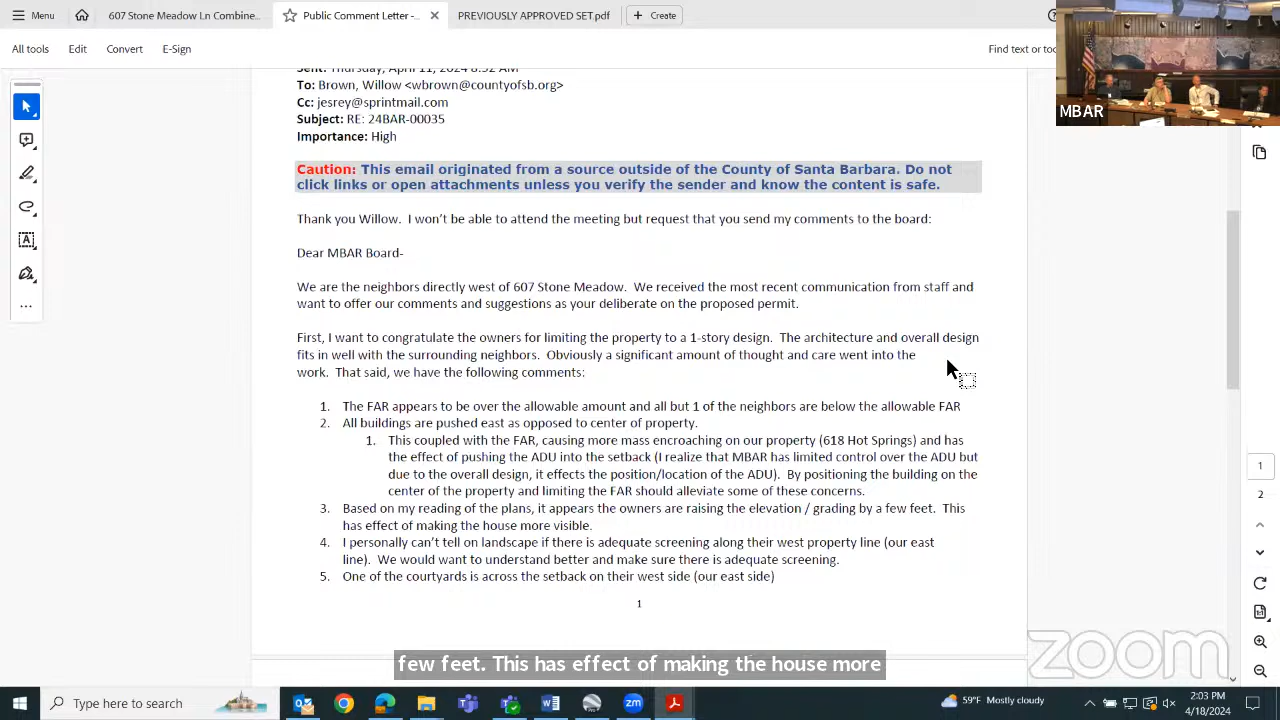 Menu
607 Stone Meadow Ln Combine...
Public Comment Letter -...
PREVIOUSLY APPROVED SET.pdf
Create
All tools
Edit
Convert
E-Sign
Find text or too
MBAR
Sent: Thursday, April 11, 2024 8:52 AM
To: Brown, Willow <wbrown@countyofsb.org>
Cc: jesrey@sprintmail.com
Subject: RE: 24BAR-00035
Importance: High
Caution: This email originated from a source outside of the County of Santa Barbara. Do not
click links or open attachments unless you verify the sender and know the content is safe.
Thank you Willow. I won't be able to attend the meeting but request that you send my comments to the board:
Dear MBAR Board-
We are the neighbors directly west of 607 Stone Meadow. We received the most recent communication from staff and
want to offer our comments and suggestions as your deliberate on the proposed permit.
First, I want to congratulate the owners for limiting the property to a 1-story design. The architecture and overall design
fits in well with the surrounding neighbors. Obviously a significant amount of thought and care went into the
work. That said, we have the following comments:
1. The FAR appears to be over the allowable amount and all but 1 of the neighbors are below the allowable FAR
2. All buildings are pushed east as opposed to center of property.
1. This coupled with the FAR, causing more mass encroaching on our property (618 Hot Springs) and has
the effect of pushing the ADU into the setback (I realize that MBAR has limited control over the ADU but
due to the overall design, it effects the position/location of the ADU). By positioning the building on the
center of the property and limiting the FAR should alleviate some of these concerns.
3. Based on my reading of the plans, it appears the owners are raising the elevation / grading by a few feet. This
has effect of making the house more visible.
4. I personally can't tell on landscape if there is adequate screening along their west property line (our east
line). We would want to understand better and make sure there is adequate screening.
5. One of the courtyards is across the setback on their west side (our east side)
1
1
2
few feet. This has effect of making the house more
zoom
Type here to search
59°F Mostly cloudy
2:03 PM
4/18/2024